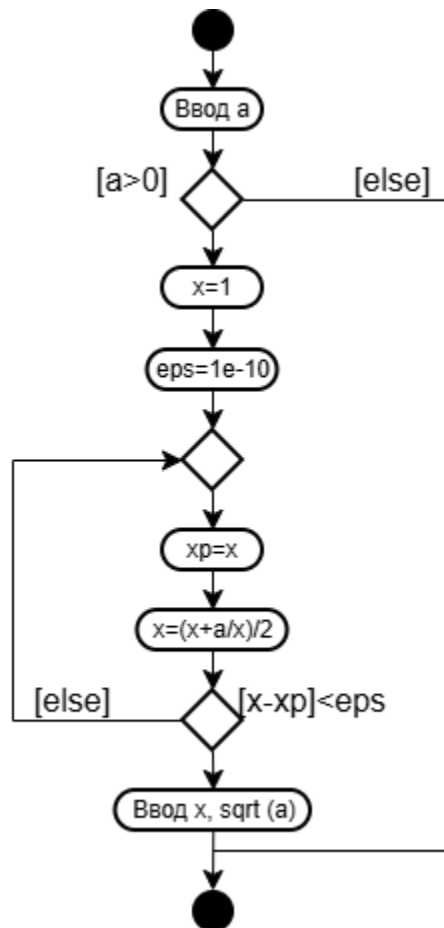 Ввод а
[a>0]
[else]
x=1
eps=1e-10
xp=x
x=(x+a/x)/2
[else]
[x-xp]<eps
Ввод x, sqrt (a)